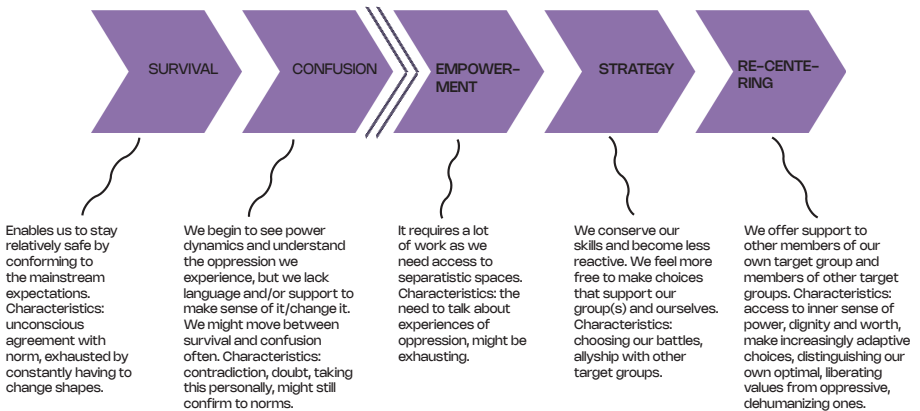 SURVIVAL
CONFUSION
EMPOWER-
MENT
STRATEGY
RE-CENTE-
RING
Enables us to stay
relatively safe by
conforming to
the mainstream
expectations.
Characteristics:
unconscious
agreement with
norm, exhausted by
constantly having to
change shapes.
We begin to see power
dynamics and understand
the oppression we
experience, but we lack
language and/or support to
make sense of it/change it.
We might move between
survival and confusion
often. Characteristics:
contradiction, doubt, taking
this personally, might still
confirm to norms.
It requires a lot
of work as we
need access to
separatistic spaces.
Characteristics: the
need to talk about
experiences of
oppression, might be
exhausting.
We conserve our
skills and become less
reactive. We feel more
free to make choices
that support our
group(s) and ourselves.
Characteristics:
choosing our battles,
allyship with other
target groups.
We offer support to
other members of our
own target group and
members of other target
groups. Characteristics:
access to inner sense of
power, dignity and worth,
make increasingly adaptive
choices, distinguishing our
own optimal, liberating
values from oppressive,
dehumanizing ones.